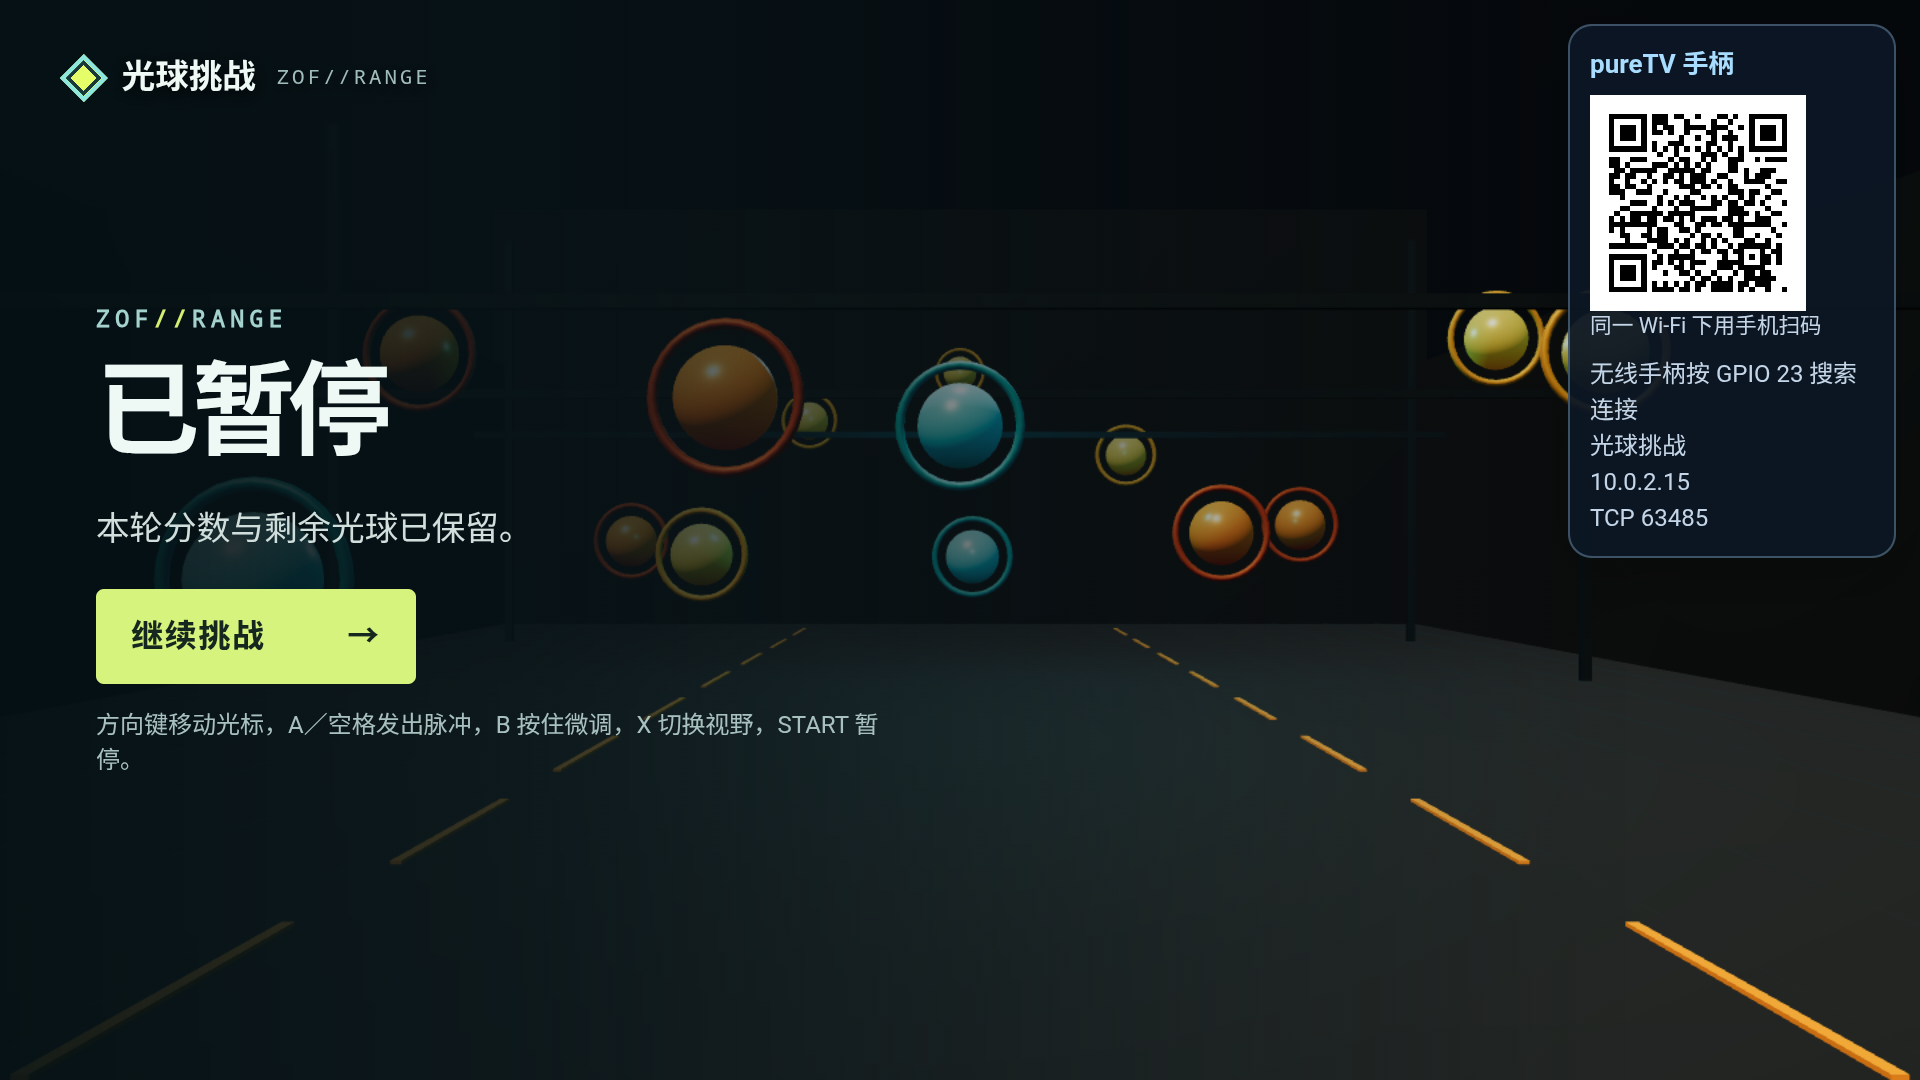 光球挑战 ZOF//RANGE
ZOF//RANGE
已暂停
本轮分数与剩余光球已保留。
继续挑战 →
方向键移动光标，A／空格发出脉冲，B 按住微调，X 切换视野，START 暂
停。
pureTV 手柄
同一 Wi-Fi 下用手机扫码
无线手柄按 GPIO 23 搜索
连接
光球挑战
10.0.2.15
TCP 63485